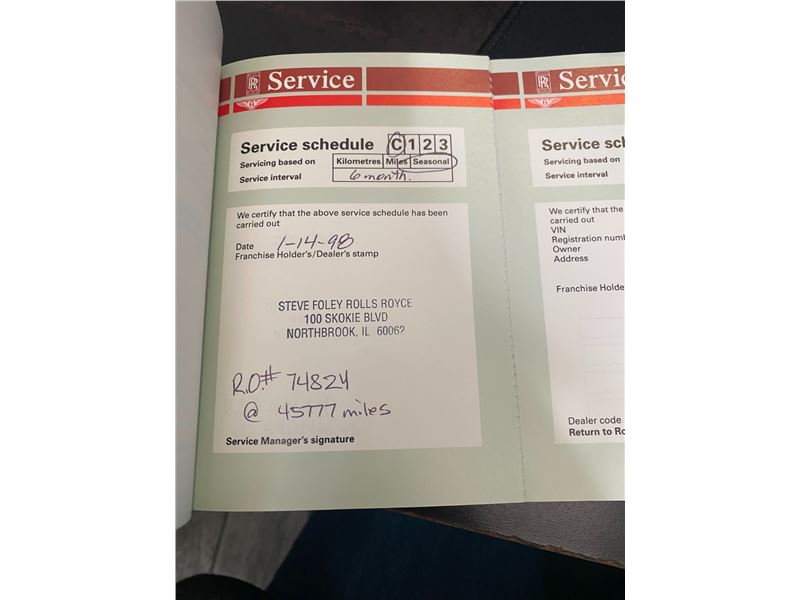 Service
Service schedule C 1 2 3
Servicing based on Kilometres Miles Seasonal
Service interval 6 month.
We certify that the above service schedule has been
carried out
Date 1-14-98
Franchise Holder's/Dealer's stamp
STEVE FOLEY ROLLS ROYCE
100 SKOKIE BLVD
NORTHBROOK, IL 60062
R.O.# 74824
@ 45777 miles
Service Manager's signature
Servic
Service sch
Servicing based on
Service interval
We certify that the
carried out
VIN
Registration numb
Owner
Address
Franchise Holde
Dealer code
Return to Ro